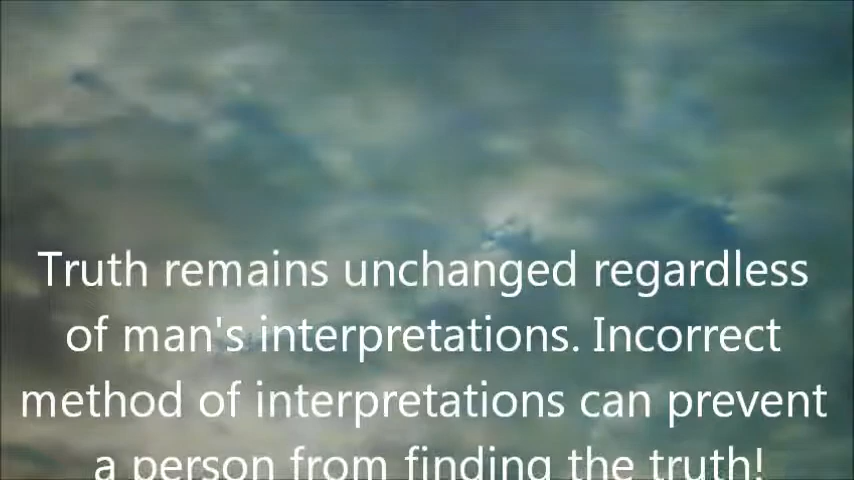 Truth remains unchanged regardless
of man's interpretations. Incorrect
method of interpretations can prevent
a person from finding the truth!